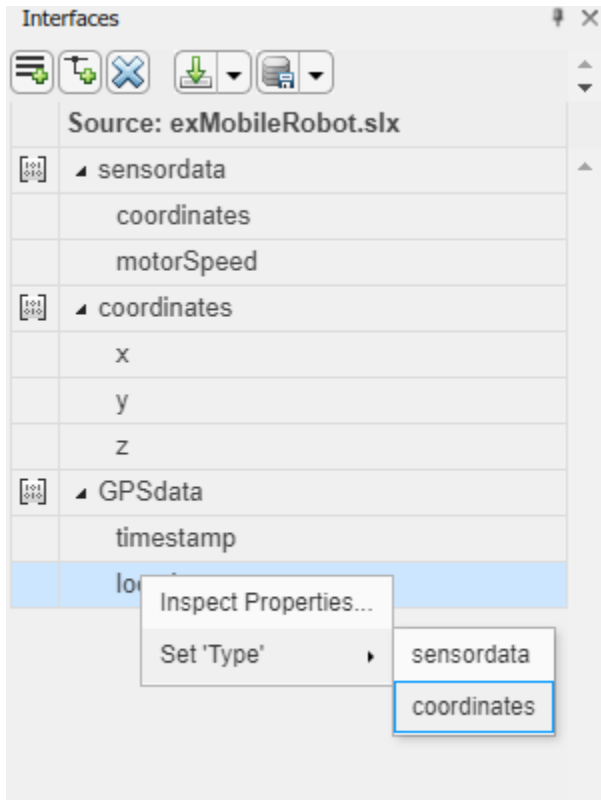 Interfaces
Source: exMobileRobot.slx
sensordata
coordinates
motorSpeed
coordinates
x
y
z
GPSdata
timestamp
Inspect Properties...
Set 'Type'
sensordata
coordinates